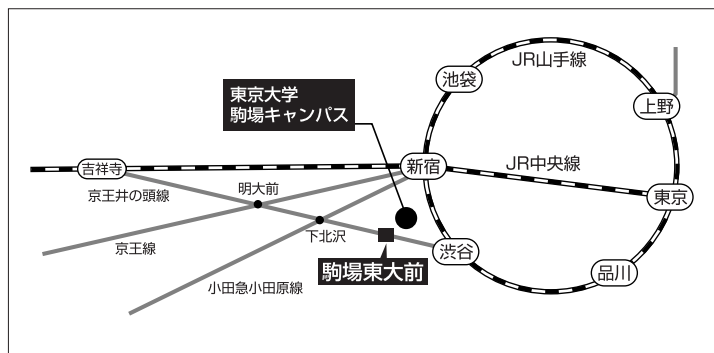 JR山手線
池袋
東京大学
駒場キャンパス
上野
吉祥寺
新宿
JR中央線
明大前
京王井の頭線
東京
京王線
下北沢
渋谷
駒場東大前
品川
小田急小田原線